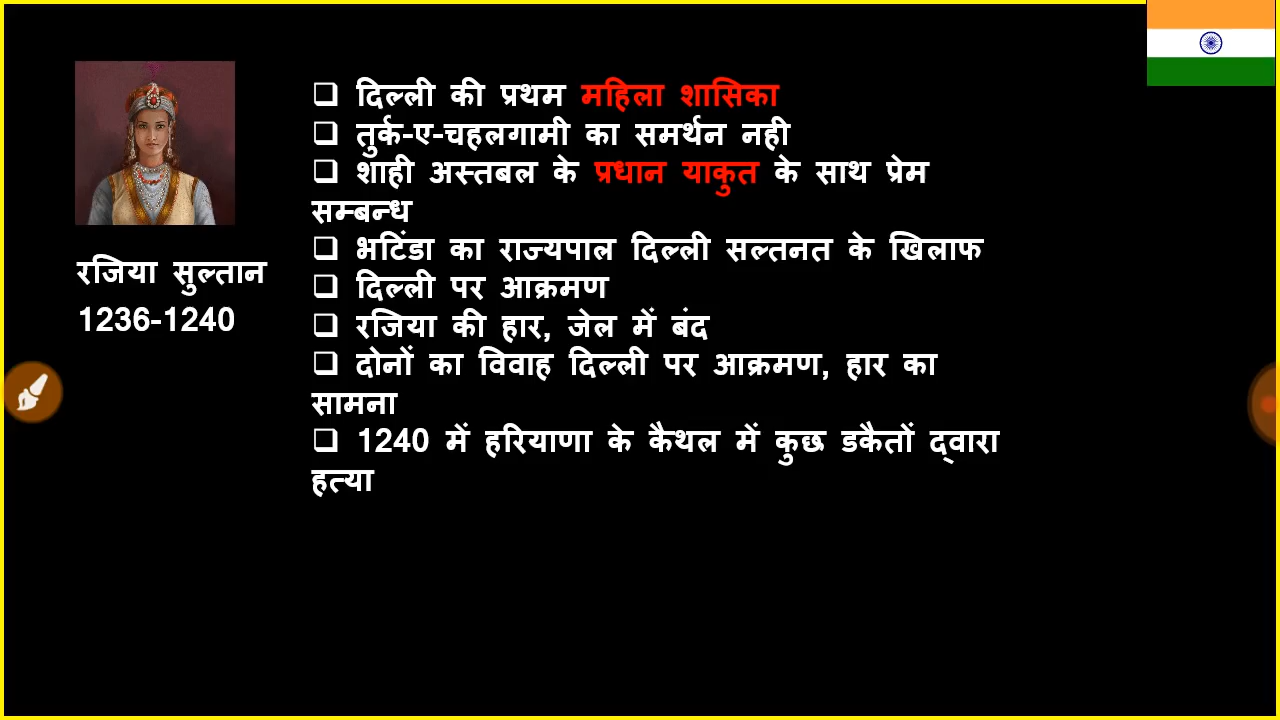 ❑ दिल्ली की प्रथम महिला शासिका
❑ तुर्क-ए-चहलगामी का समर्थन नही
❑ शाही अस्तबल के प्रधान याकुत के साथ प्रेम
सम्बन्ध
❑ भटिंडा का राज्यपाल दिल्ली सल्तनत के खिलाफ
❑ दिल्ली पर आक्रमण
❑ रजिया की हार, जेल में बंद
❑ दोनों का विवाह दिल्ली पर आक्रमण, हार का
सामना
❑ 1240 में हरियाणा के कैथल में कुछ डकैतों द्वारा
हत्या
रजिया सुल्तान
1236-1240